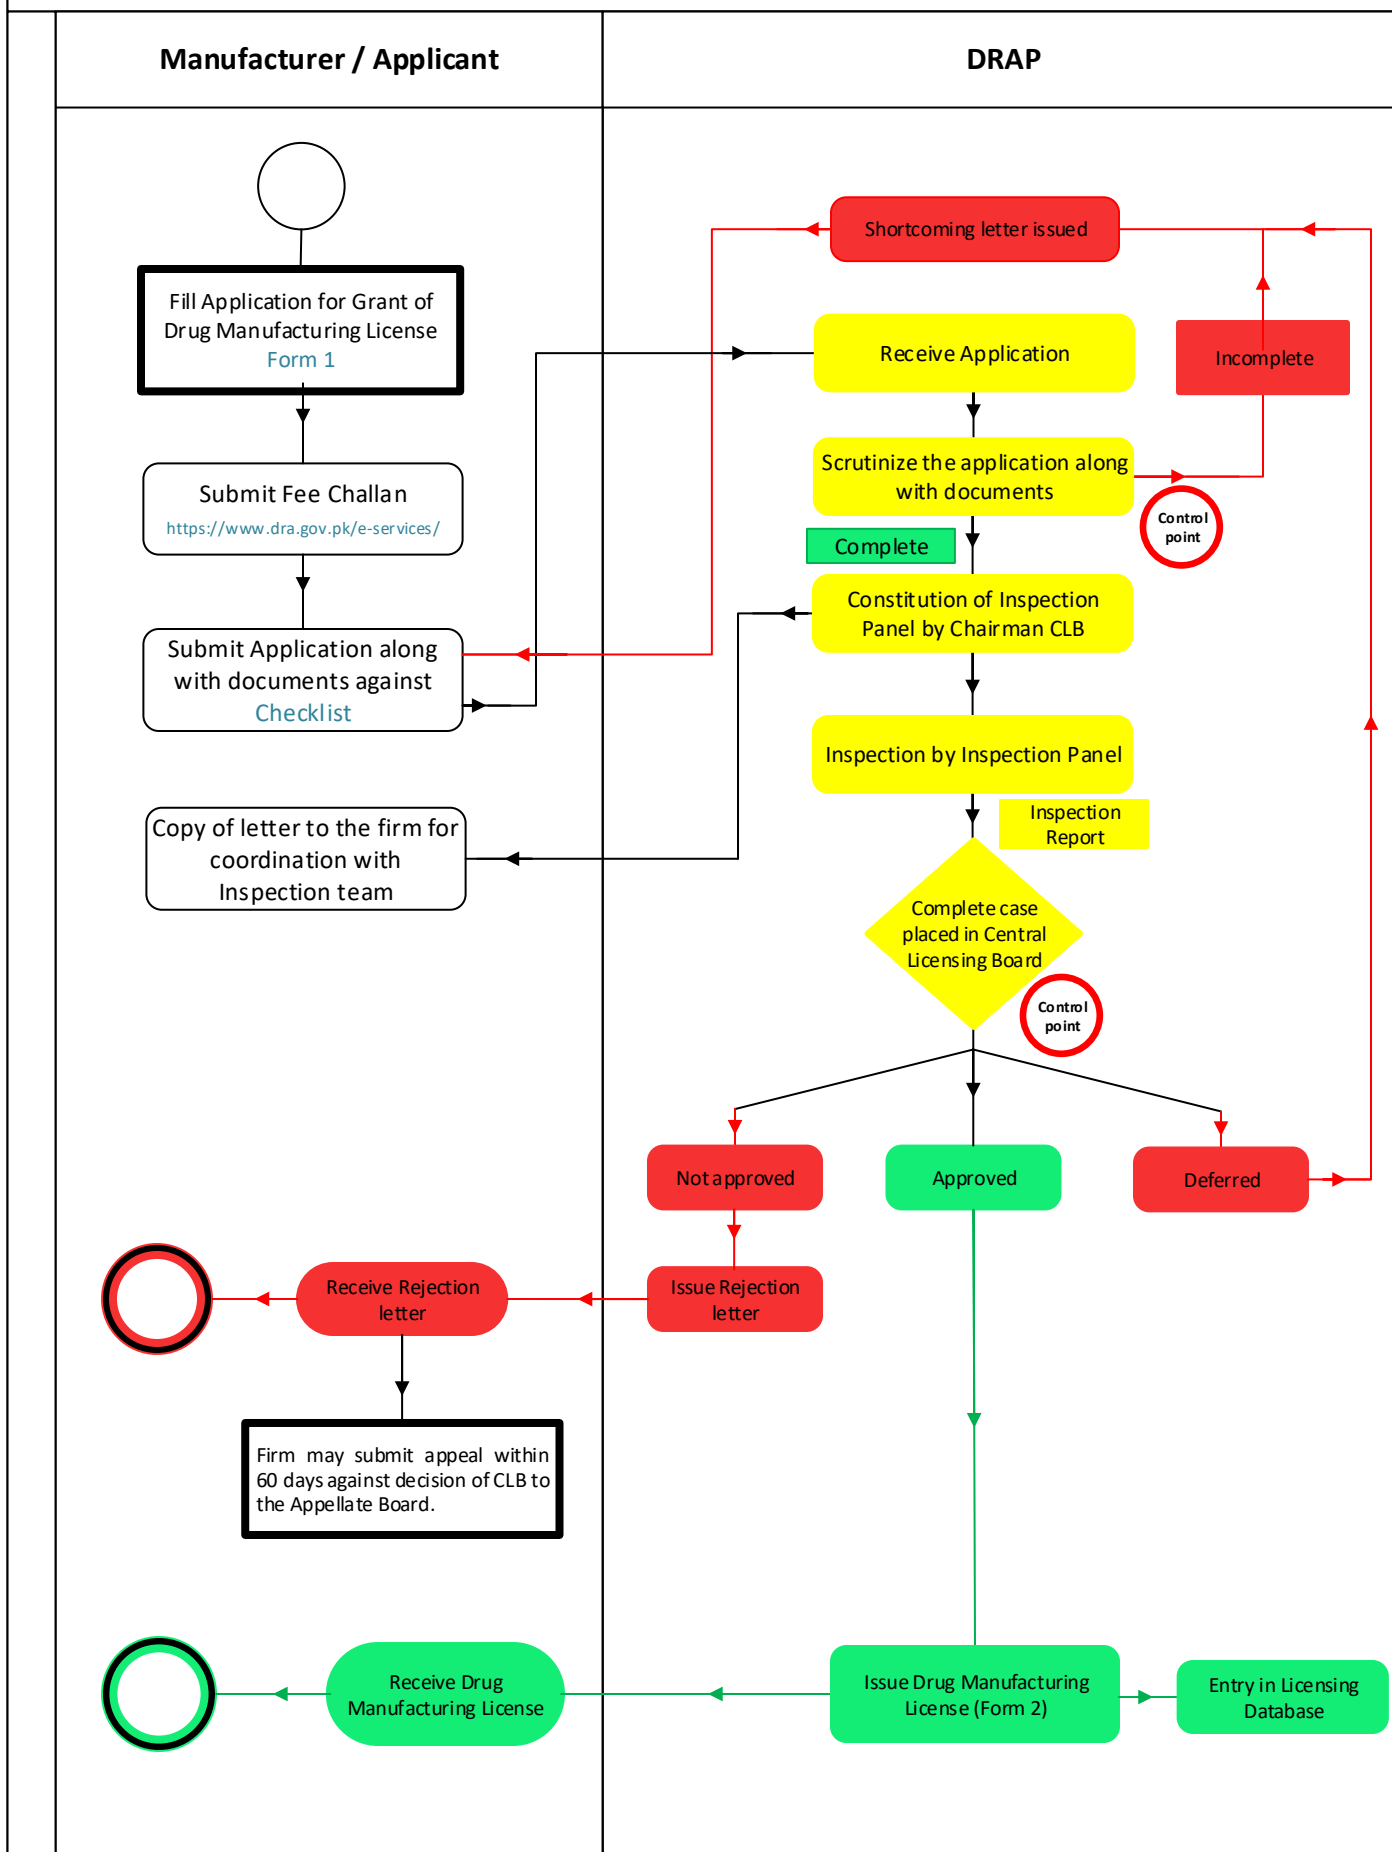 Manufacturer / Applicant
DRAP
Fill Application for Grant of
Drug Manufacturing License
Form 1
Submit Fee Challan
https://www.dra.gov.pk/e-services/
Submit Application along
with documents against
Checklist
Copy of letter to the firm for
coordination with
Inspection team
Shortcoming letter issued
Receive Application
Incomplete
Scrutinize the application along
with documents
Control
point
Complete
Constitution of Inspection
Panel by Chairman CLB
Inspection by Inspection Panel
Inspection
Report
Complete case
placed in Central
Licensing Board
Control
point
Not approved
Approved
Deferred
Receive Rejection
letter
Issue Rejection
letter
Firm may submit appeal within
60 days against decision of CLB to
the Appellate Board.
Receive Drug
Manufacturing License
Issue Drug Manufacturing
License (Form 2)
Entry in Licensing
Database